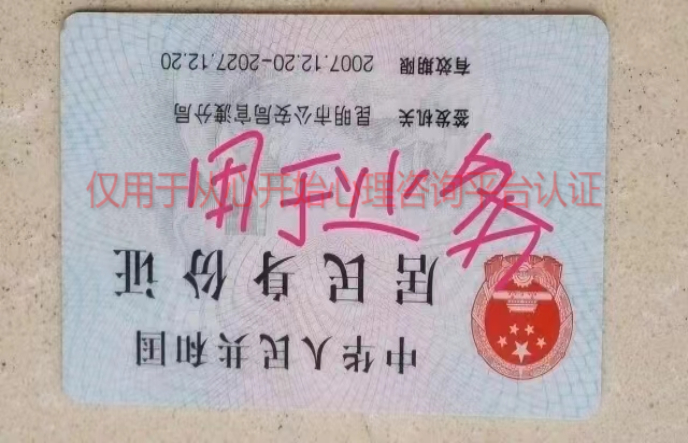 中华人民共和国
居民身份证
签发机关 昆明市公安局官渡分局
有效期限 2007.12.20-2027.12.20
仅用于从心开始心理咨询平台认证
用于业务